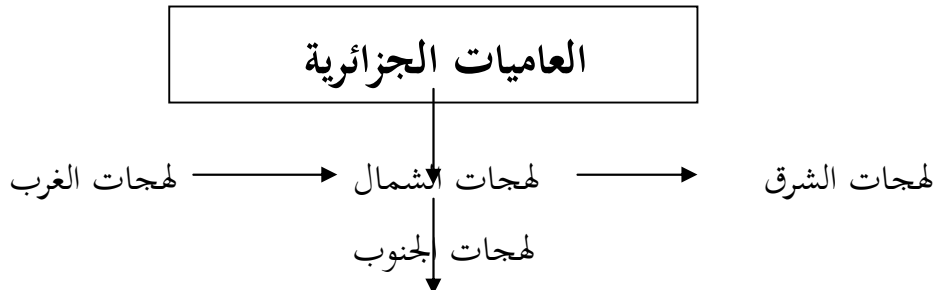 العاميات الجزائرية
لهجات الشرق لهجات الشمال لهجات الغرب
لهجات الجنوب